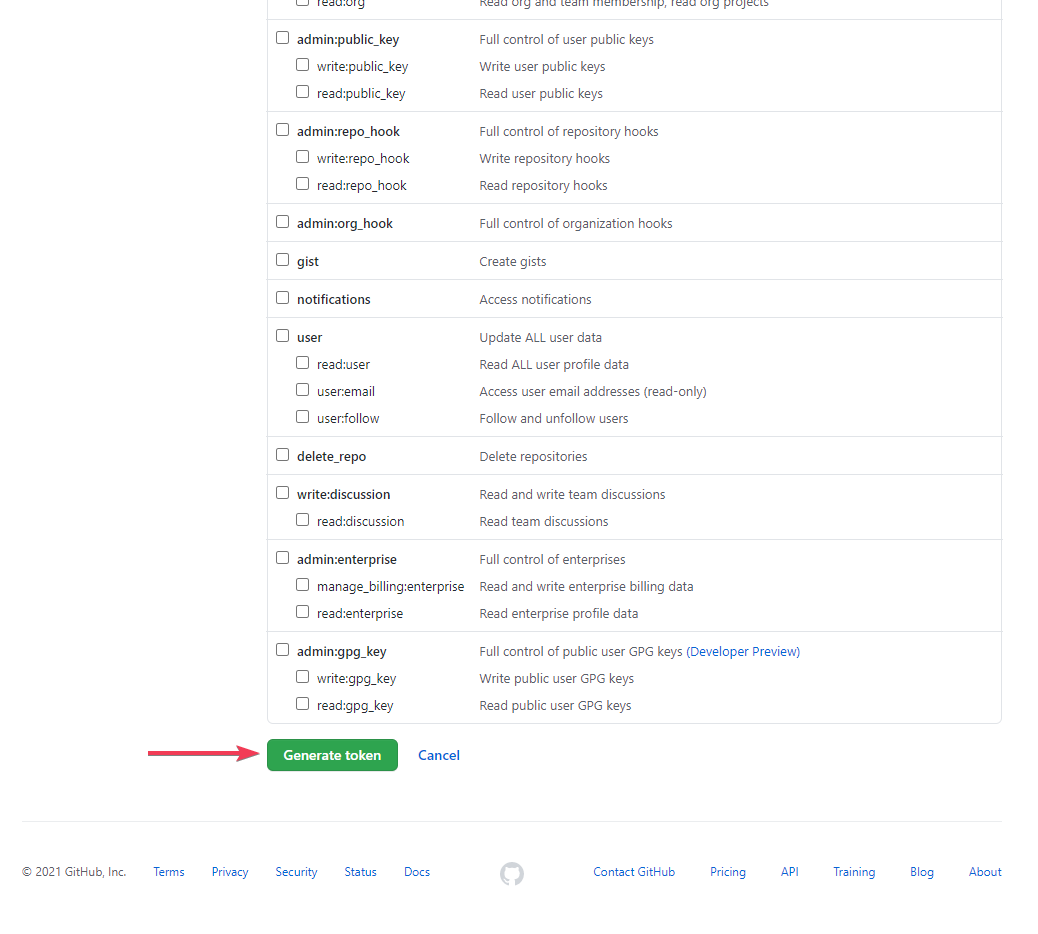 read:org Read org and team membership, read org projects
admin:public_key Full control of user public keys
write:public_key Write user public keys
read:public_key Read user public keys
admin:repo_hook Full control of repository hooks
write:repo_hook Write repository hooks
read:repo_hook Read repository hooks
admin:org_hook Full control of organization hooks
gist Create gists
notifications Access notifications
user Update ALL user data
read:user Read ALL user profile data
user:email Access user email addresses (read-only)
user:follow Follow and unfollow users
delete_repo Delete repositories
write:discussion Read and write team discussions
read:discussion Read team discussions
admin:enterprise Full control of enterprises
manage_billing:enterprise Read and write enterprise billing data
read:enterprise Read enterprise profile data
admin:gpg_key Full control of public user GPG keys (Developer Preview)
write:gpg_key Write public user GPG keys
read:gpg_key Read public user GPG keys
Generate token Cancel
© 2021 GitHub, Inc. Terms Privacy Security Status Docs Contact GitHub Pricing API Training Blog About